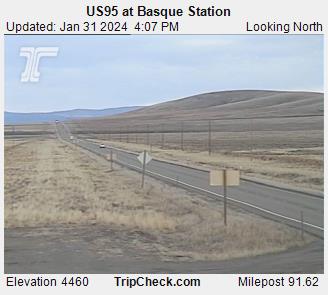 US95 at Basque Station
Updated: Jan 31 2024 4:07 PM Looking North
Elevation 4460 TripCheck.com Milepost 91.62